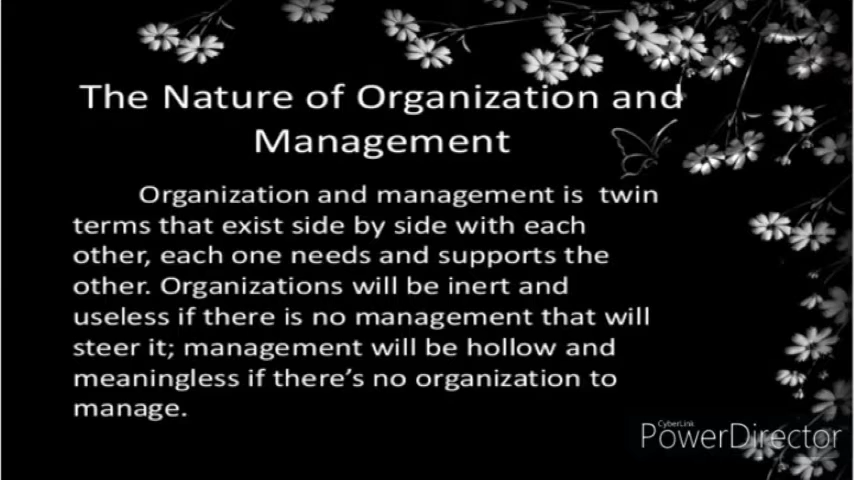 The Nature of Organization and
Management
Organization and management is twin
terms that exist side by side with each
other, each one needs and supports the
other. Organizations will be inert and
useless if there is no management that will
steer it; management will be hollow and
meaningless if there's no organization to
manage.
CyberLink
PowerDirector